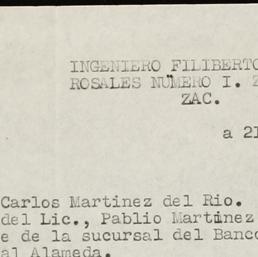 INGENIERO FILIBERTO
ROSALES NUMERO I. Z
ZAC.
a 21
Carlos Martinez del Rio.
del Lic., Pablio Martinez
e de la sucursal del Banco
al Alameda.